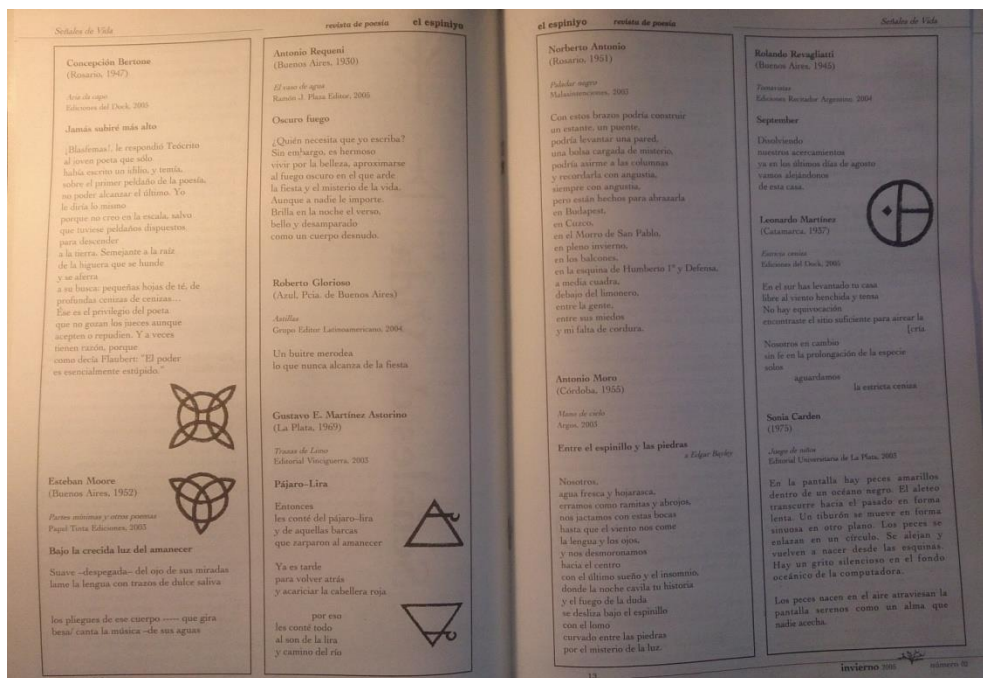 Señales de Vida
Concepción Bertone
(Rosario, 1947)
Aria da capo
Ediciones del Dock, 2005
Jamás subiré más alto
¡Blasfemas!, le respondió Teócrito
al joven poeta que sólo
había escrito un idilio, y temía,
sobre el primer peldaño de la poesía,
no poder alcanzar el último. Yo
le diría lo mismo
porque no creo en la escala, salvo
que tuviese peldaños dispuestos
para descender
a la tierra. Semejante a la raíz
de la higuera que se hunde
y se aferra
a su busca: pequeñas hojas de té, de
profundas cenizas de cenizas...
Ese es el privilegio del poeta
que no gozan los jueces aunque
acepten o repudien. Y a veces
tienen razón, porque
como decía Flaubert: "El poder
es esencialmente estúpido."
Esteban Moore
(Buenos Aires, 1952)
Partes mínimas y otros poemas
Papel Tinta Ediciones, 2003
Bajo la crecida luz del amanecer
Suave –despegada– del ojo de sus miradas
lame la lengua con trazos de dulce saliva
los pliegues de ese cuerpo ----- que gira
besa/ canta la música –de sus aguas
revista de poesía el espiniyo
Antonio Requeni
(Buenos Aires, 1930)
El vaso de agua
Ramón J. Plaza Editor, 2005
Oscuro fuego
¿Quién necesita que yo escriba?
Sin embargo, es hermoso
vivir por la belleza, aproximarse
al fuego oscuro en el que arde
la fiesta y el misterio de la vida.
Aunque a nadie le importe.
Brilla en la noche el verso,
bello y desamparado
como un cuerpo desnudo.
Roberto Glorioso
(Azul, Pcia. de Buenos Aires)
Astillas
Grupo Editor Latinoamericano, 2004
Un buitre merodea
lo que nunca alcanza de la fiesta
Gustavo E. Martínez Astorino
(La Plata, 1969)
Trazas de Limo
Editorial Vinciguerra, 2003
Pájaro–Lira
Entonces
les conté del pájaro–lira
y de aquellas barcas
que zarparon al amanecer
Ya es tarde
para volver atrás
y acariciar la cabellera roja
por eso
les conté todo
al son de la lira
y camino del río
el espiniyo revista de poesía
Norberto Antonio
(Rosario, 1951)
Paladar negro
Malasintenciones, 2003
Con estos brazos podría construir
un estante, un puente,
podría levantar una pared,
una bolsa cargada de misterio,
podría asirme a las columnas
y recordarla con angustia,
siempre con angustia,
pero están hechos para abrazarla
en Budapest,
en Cuzco,
en el Morro de San Pablo,
en pleno invierno,
en los balcones,
en la esquina de Humberto 1º y Defensa,
a media cuadra,
debajo del limonero,
entre la gente,
entre sus miedos
y mi falta de cordura.
Antonio Moro
(Córdoba, 1955)
Mano de cielo
Argos, 2003
Entre el espinillo y las piedras
a Edgar Bayley
Nosotros,
agua fresca y hojarasca,
erramos como ramitas y abrojos,
nos jactamos con estas bocas
hasta que el viento nos come
la lengua y los ojos,
y nos desmoronamos
hacia el centro
con el último sueño y el insomnio,
donde la noche cavila tu historia
y el fuego de la duda
se desliza bajo el espinillo
con el lomo
curvado entre las piedras
por el misterio de la luz.
Señales de Vida
Rolando Revagliatti
(Buenos Aires, 1945)
Ediciones Recitador Argentino, 2004
September
Disolviendo
nuestros acercamientos
ya en los últimos días de agosto
vamos alejándonos
de esta casa.
Leonardo Martínez
(Catamarca, 1937)
Estricta ceniza
Ediciones del Dock, 2005
En el sur has levantado tu casa
libre al viento henchida y tensa
No hay equivocación
encontraste el sitio suficiente para airear la
[cría
Nosotros en cambio
sin fe en la prolongación de la especie
solos
aguardamos
la estricta ceniza
Sonia Carden
(1975)
Juego de niños
Editorial Universitaria de La Plata, 2003
En la pantalla hay peces amarillos
dentro de un océano negro. El aleteo
transcurre hacia el pasado en forma
lenta. Un tiburón se mueve en forma
sinuosa en otro plano. Los peces se
enlazan en un círculo. Se alejan y
vuelven a nacer desde las esquinas.
Hay un grito silencioso en el fondo
oceánico de la computadora.
Los peces nacen en el aire atraviesan la
pantalla serenos como un alma que
nadie acecha.
13
invierno 2005 número 02